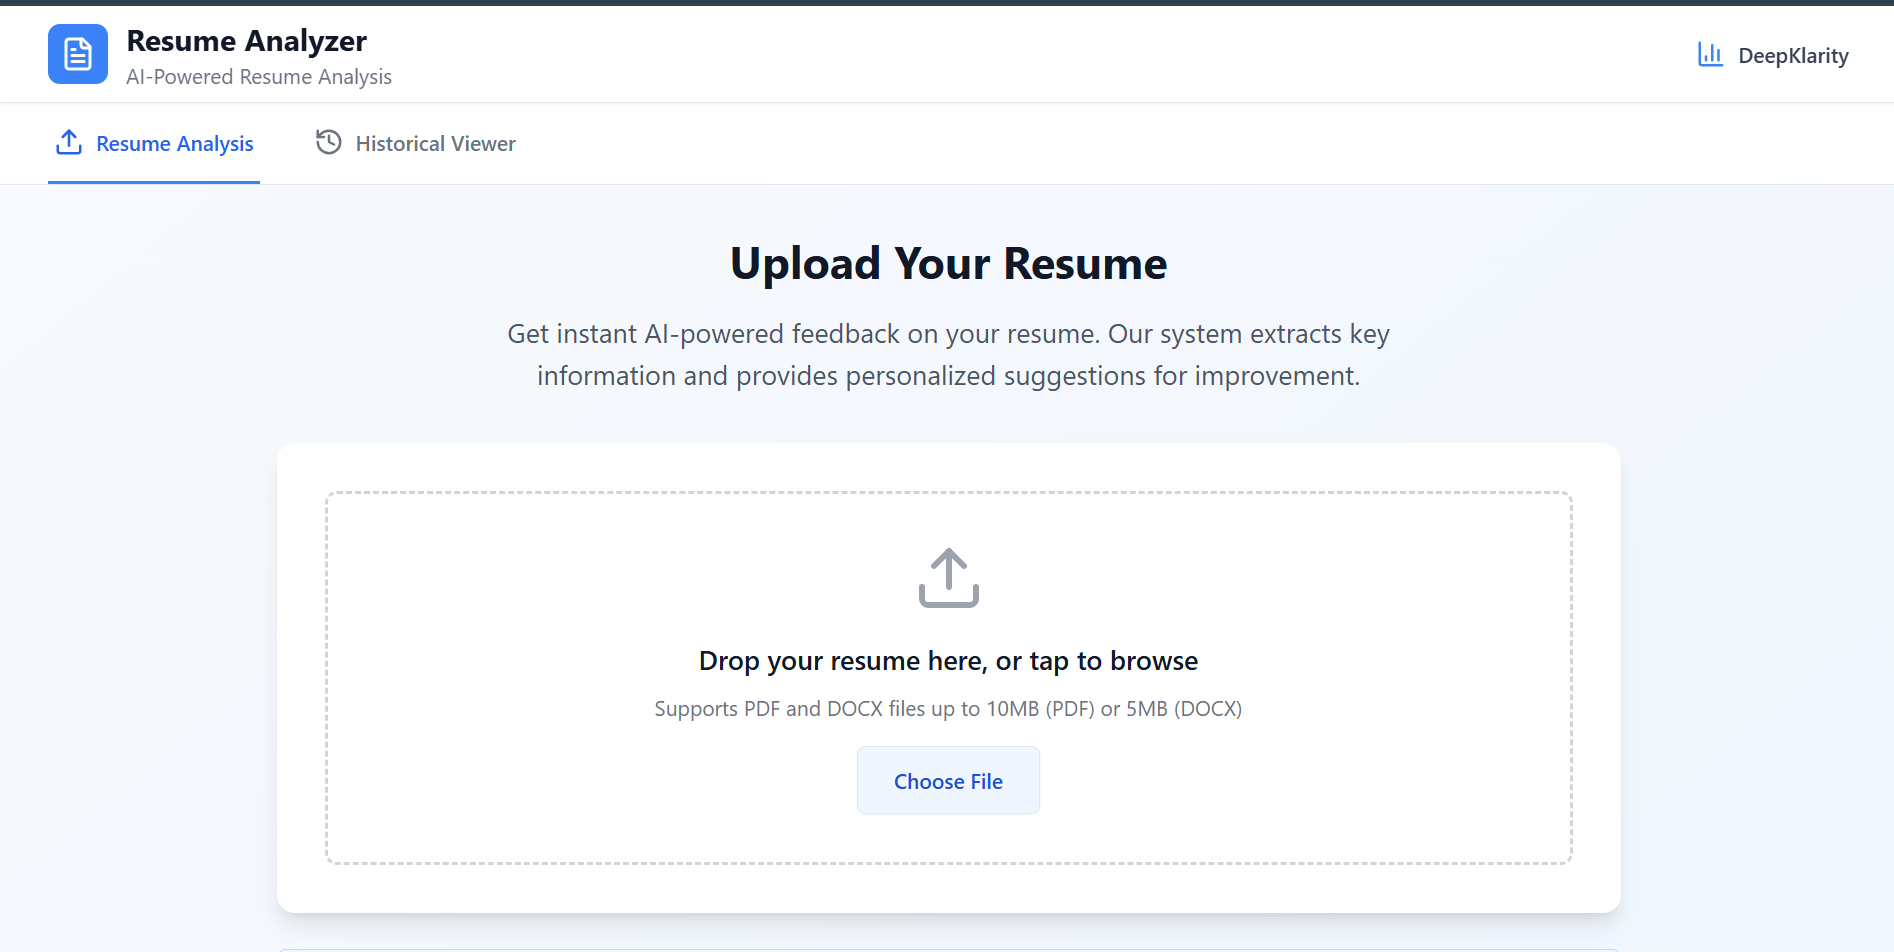 Resume Analyzer
AI-Powered Resume Analysis
DeepKlarity
Resume Analysis
Historical Viewer
Upload Your Resume
Get instant AI-powered feedback on your resume. Our system extracts key
information and provides personalized suggestions for improvement.
Drop your resume here, or tap to browse
Supports PDF and DOCX files up to 10MB (PDF) or 5MB (DOCX)
Choose File